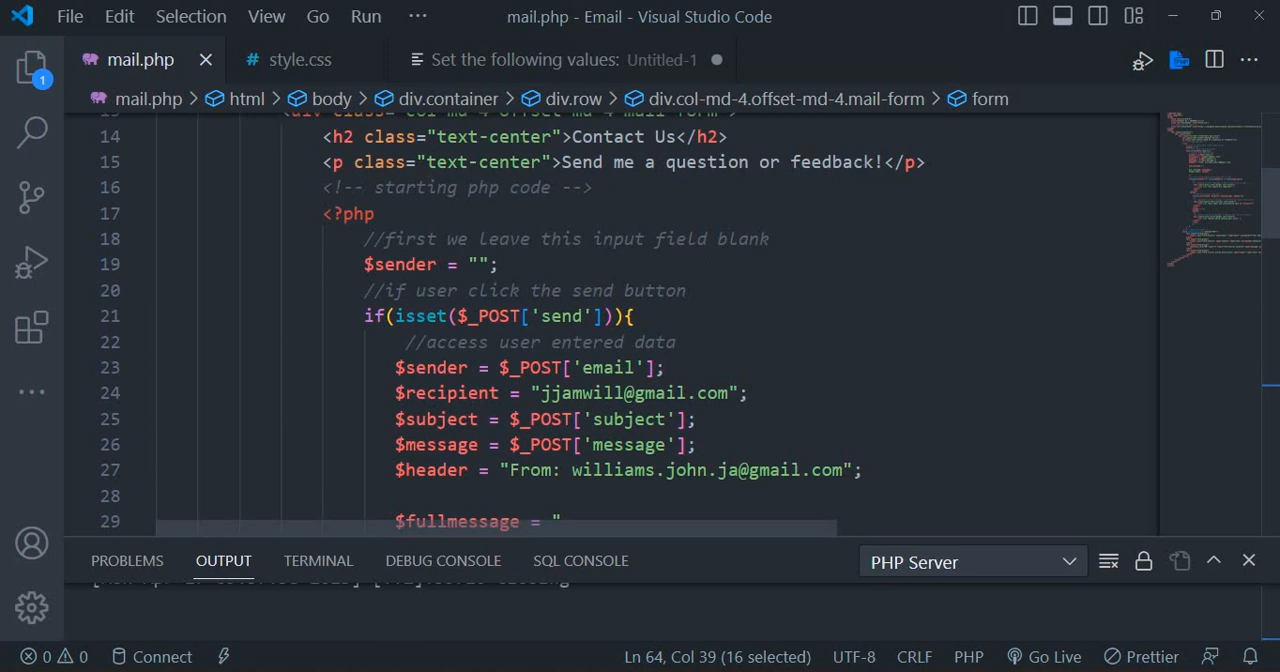 File Edit Selection View Go Run ··· mail.php - Email - Visual Studio Code
mail.php # style.css Set the following values: Untitled-1
1
mail.php > html > body > div.container > div.row > div.col-md-4.offset-md-4.mail-form > form
14 <h2 class="text-center">Contact Us</h2>
15 <p class="text-center">Send me a question or feedback!</p>
16 <!-- starting php code -->
17 <?php
18 //first we leave this input field blank
19 $sender = "";
20 //if user click the send button
21 if(isset($_POST['send'])){
22 //access user entered data
23 $sender = $_POST['email'];
24 $recipient = "jjamwill@gmail.com";
25 $subject = $_POST['subject'];
26 $message = $_POST['message'];
27 $header = "From: williams.john.ja@gmail.com";
28
29 $fullmessage = "
PROBLEMS OUTPUT TERMINAL DEBUG CONSOLE SQL CONSOLE PHP Server
0 0 Connect Ln 64, Col 39 (16 selected) UTF-8 CRLF PHP Go Live Prettier